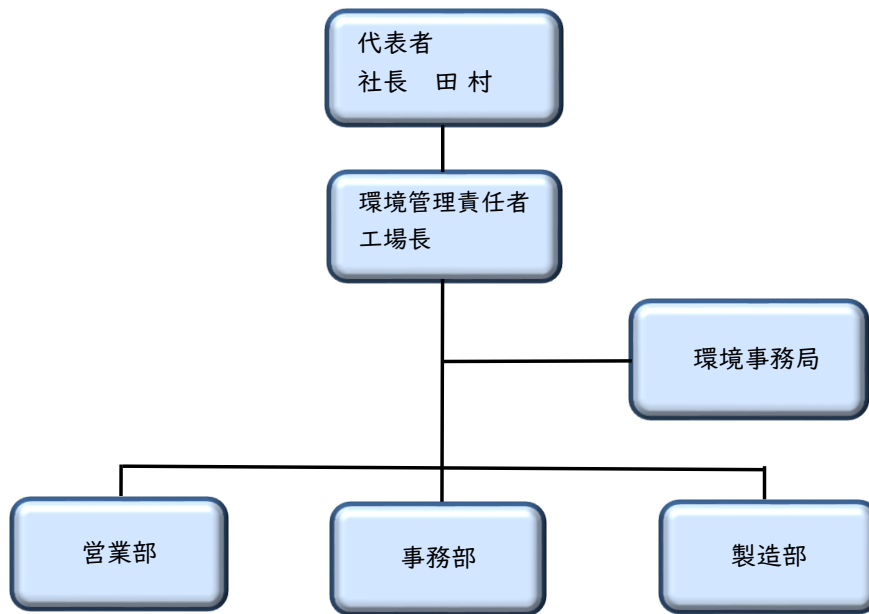 代表者
社長　田 村
環境管理責任者
工場長
環境事務局
営業部
事務部
製造部